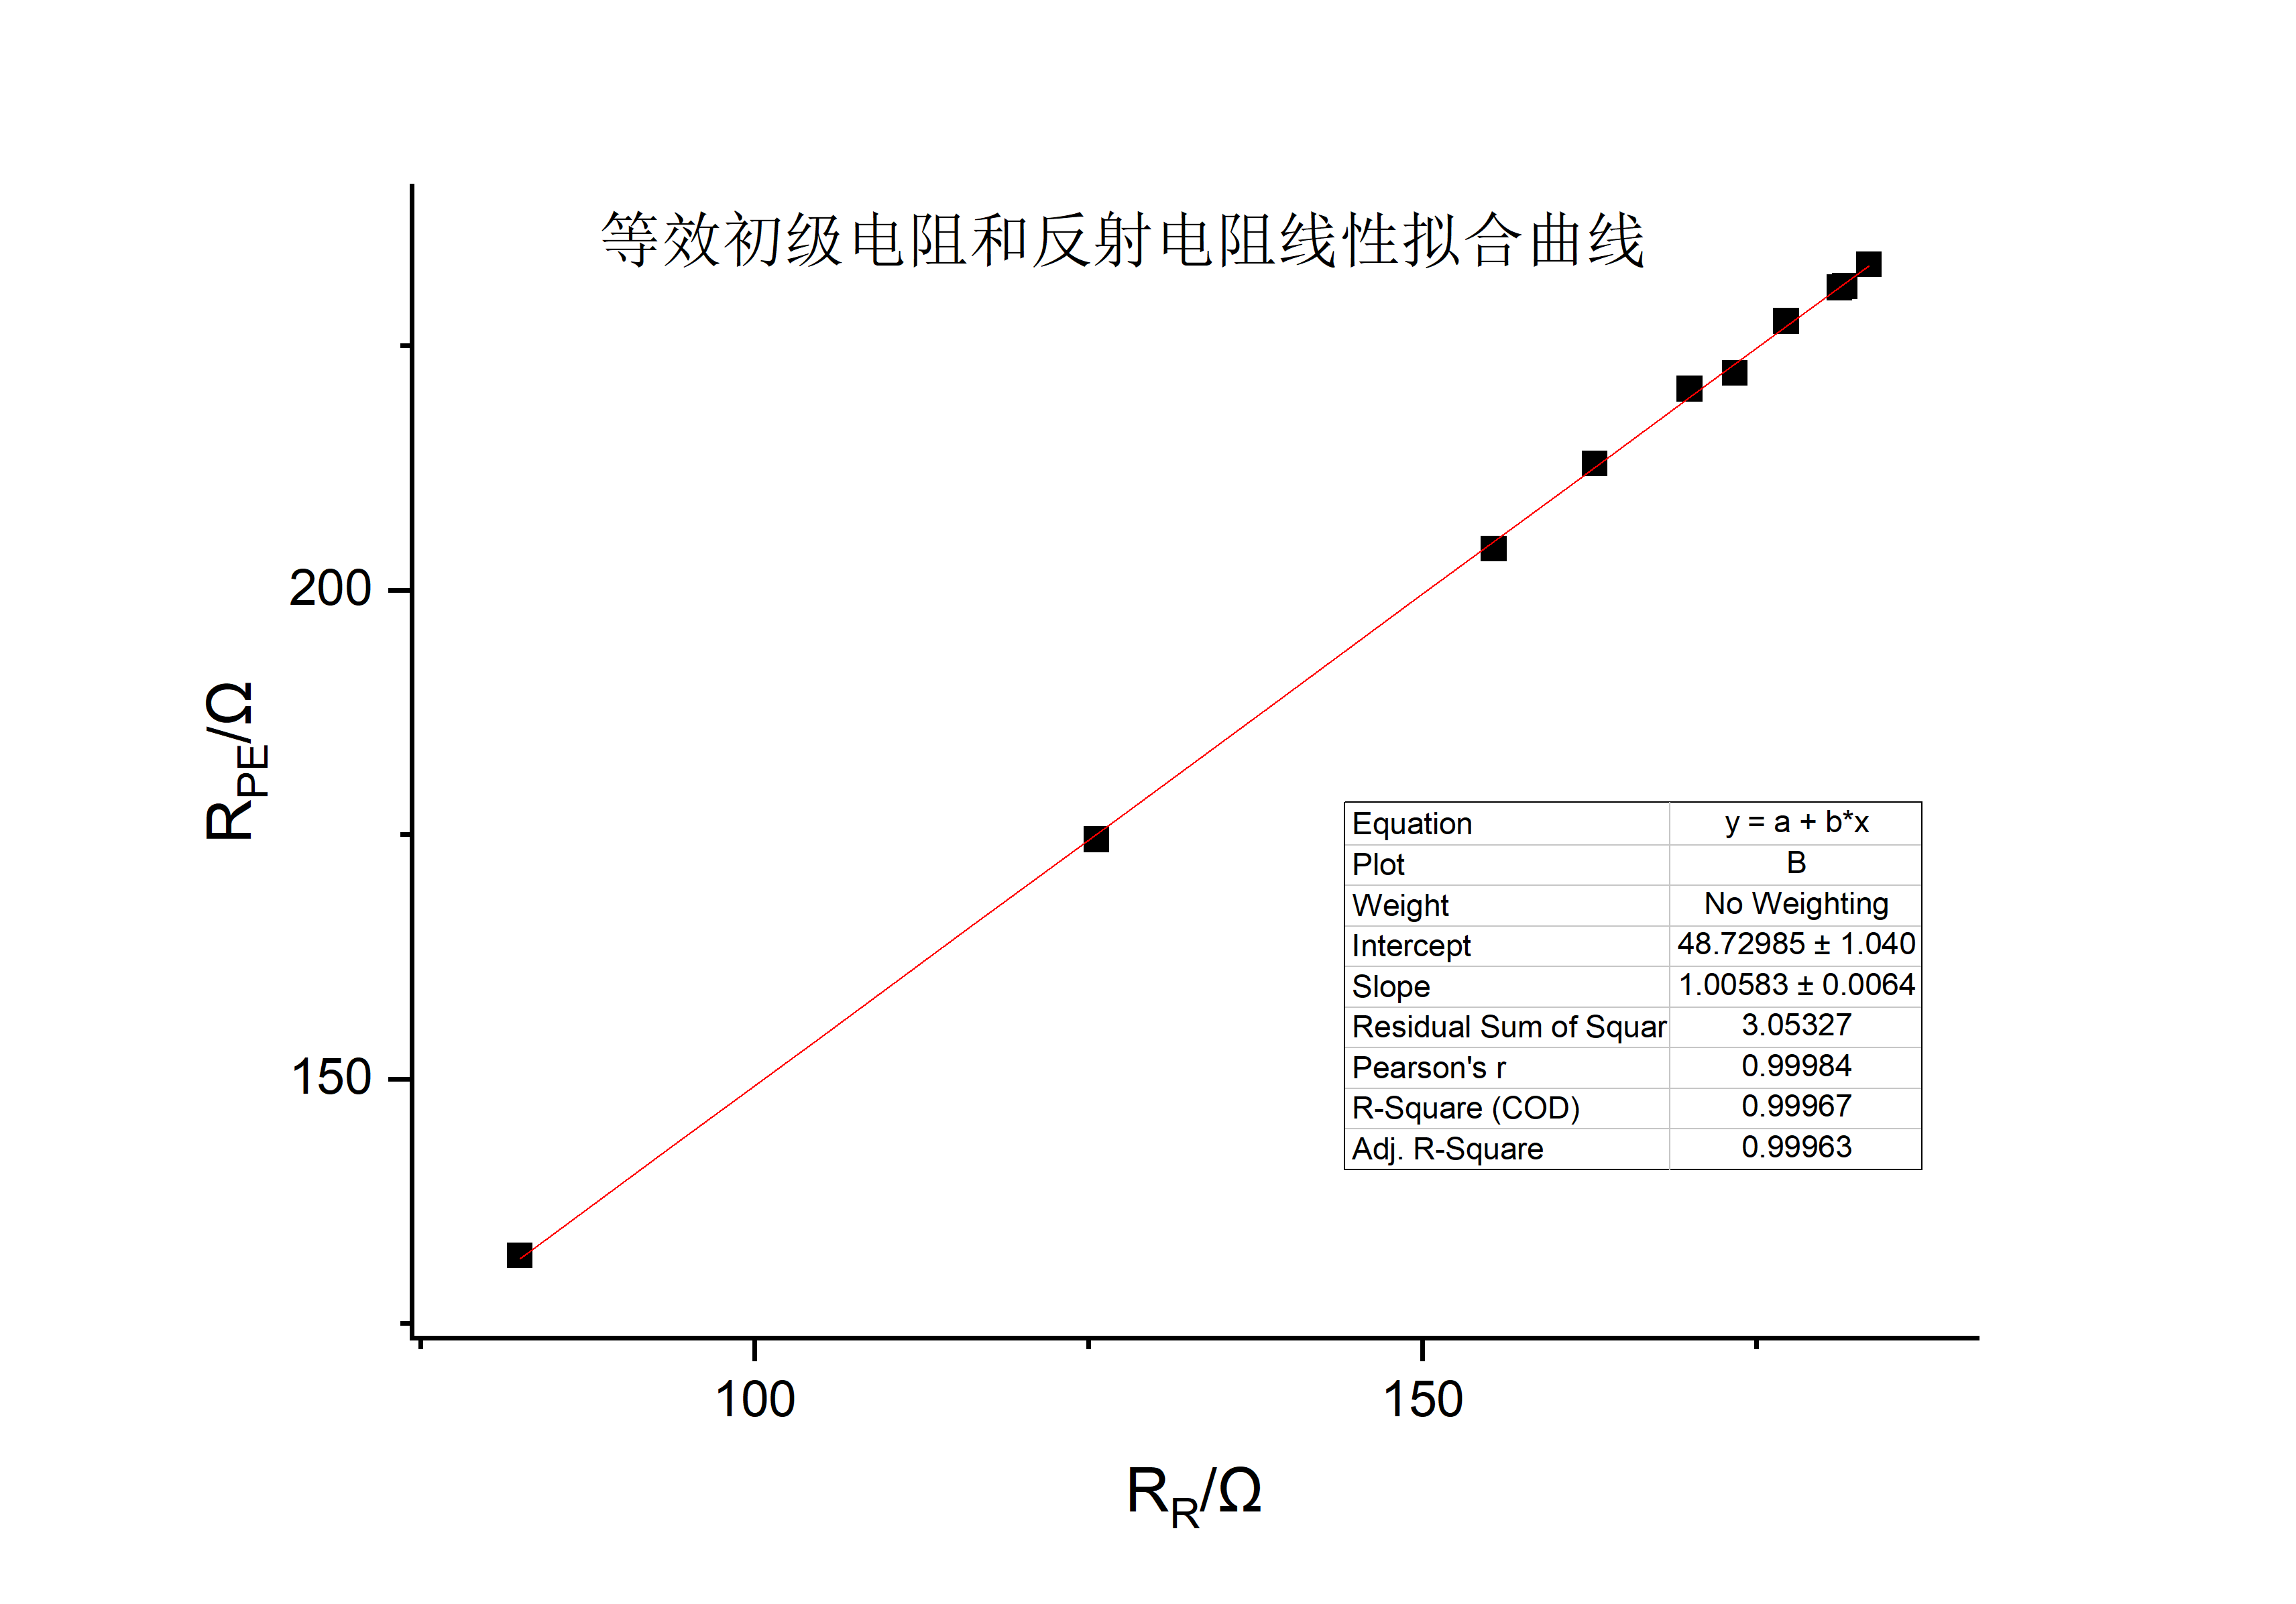 等效初级电阻和反射电阻线性拟合曲线
200
150
R_PE/Ω
Equation y = a + b*x
Plot B
Weight No Weighting
Intercept 48.72985 ± 1.040
Slope 1.00583 ± 0.0064
Residual Sum of Squar 3.05327
Pearson's r 0.99984
R-Square (COD) 0.99967
Adj. R-Square 0.99963
100 150
R_R/Ω